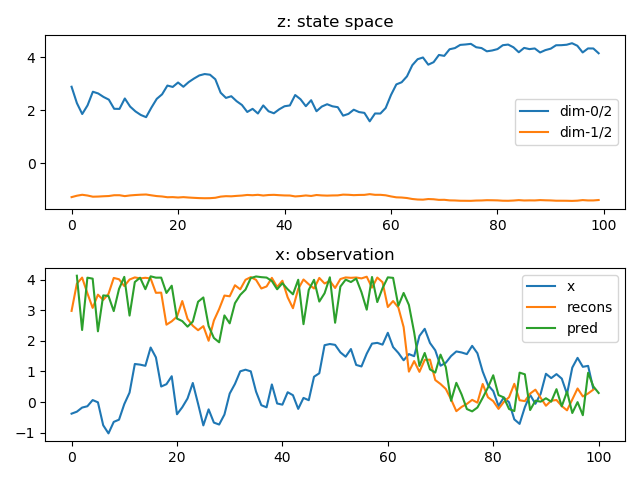 z: state space
4
2
0
dim-0/2
dim-1/2
0 20 40 60 80 100
x: observation
4
3
2
1
0
−1
x
recons
pred
0 20 40 60 80 100